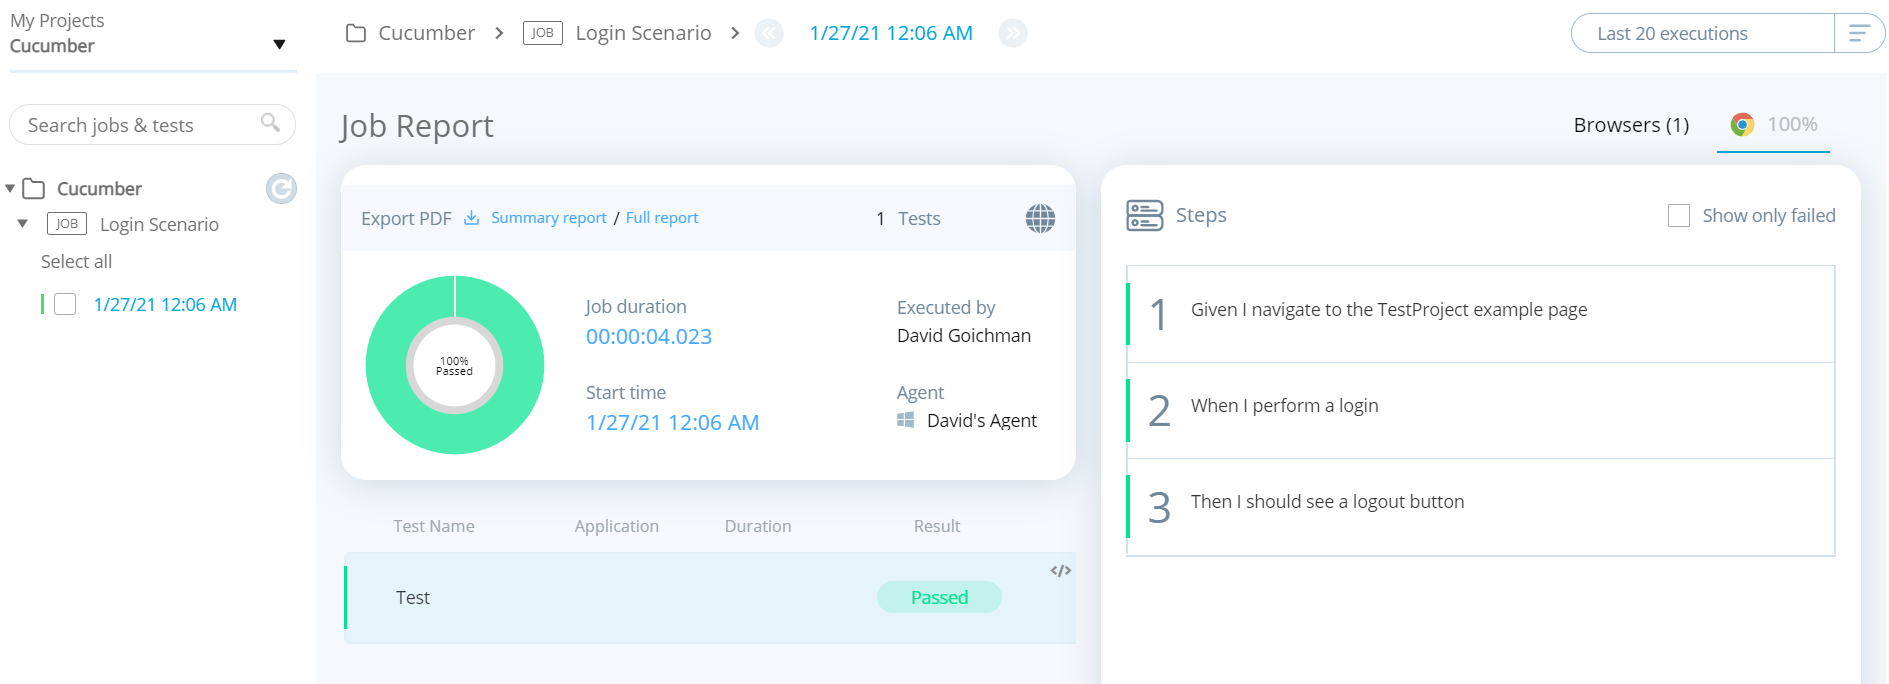 My Projects
Cucumber
Cucumber JOB Login Scenario 1/27/21 12:06 AM
Last 20 executions
Search jobs & tests
Cucumber
JOB Login Scenario
Select all
1/27/21 12:06 AM
Job Report
Browsers (1) 100%
Export PDF Summary report / Full report 1 Tests
100%
Passed
Job duration
00:00:04.023
Executed by
David Goichman
Start time
1/27/21 12:06 AM
Agent
David's Agent
Test Name Application Duration Result
Test Passed
</>
Steps
Show only failed
1 Given I navigate to the TestProject example page
2 When I perform a login
3 Then I should see a logout button